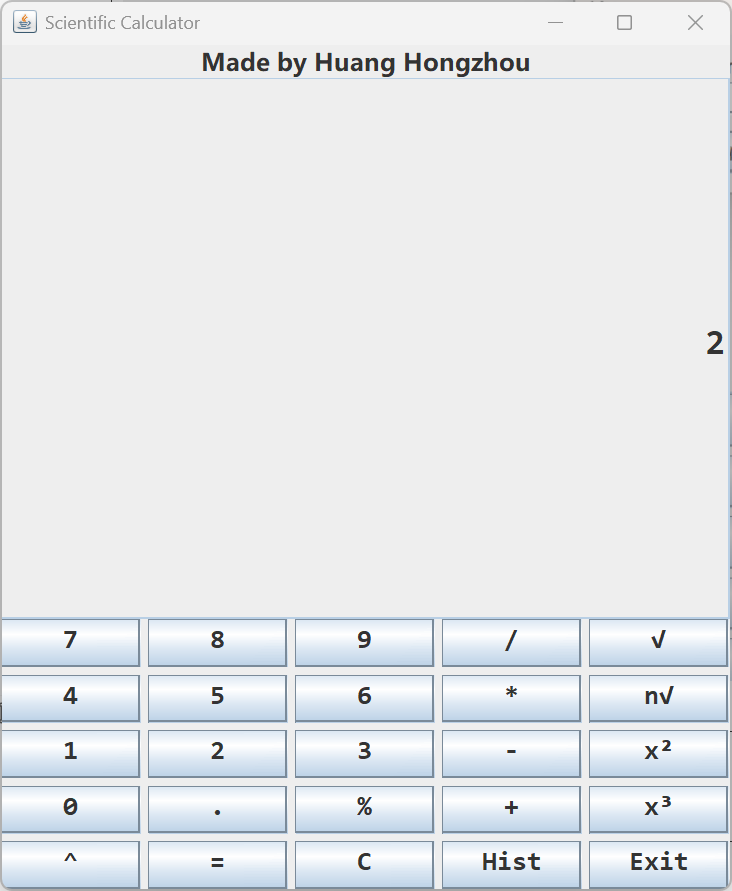 Scientific Calculator
Made by Huang Hongzhou
2
7 8 9 / √
4 5 6 * n√
1 2 3 - x²
0 . % + x³
^ = C Hist Exit